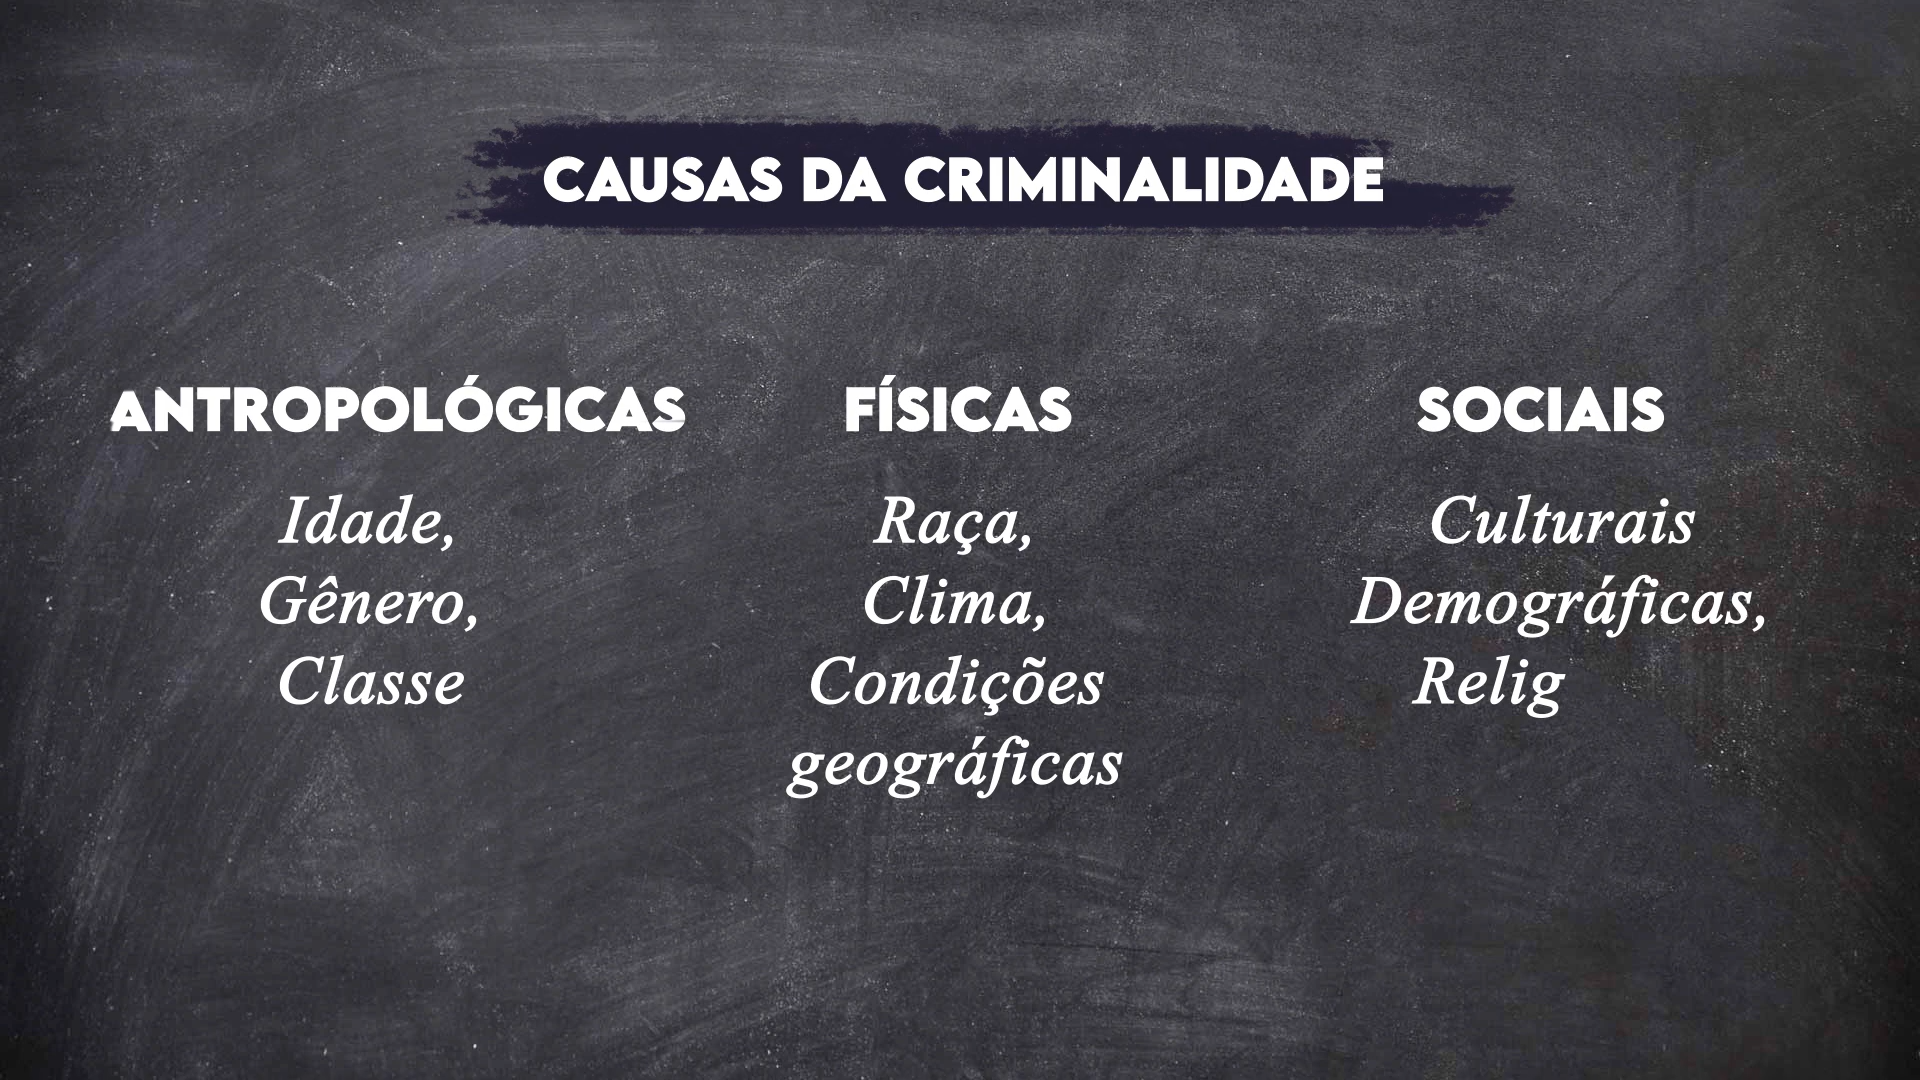 CAUSAS DA CRIMINALIDADE
ANTROPOLÓGICAS
Idade,
Gênero,
Classe
FÍSICAS
Raça,
Clima,
Condições
geográficas
SOCIAIS
Culturais
Demográficas,
Relig